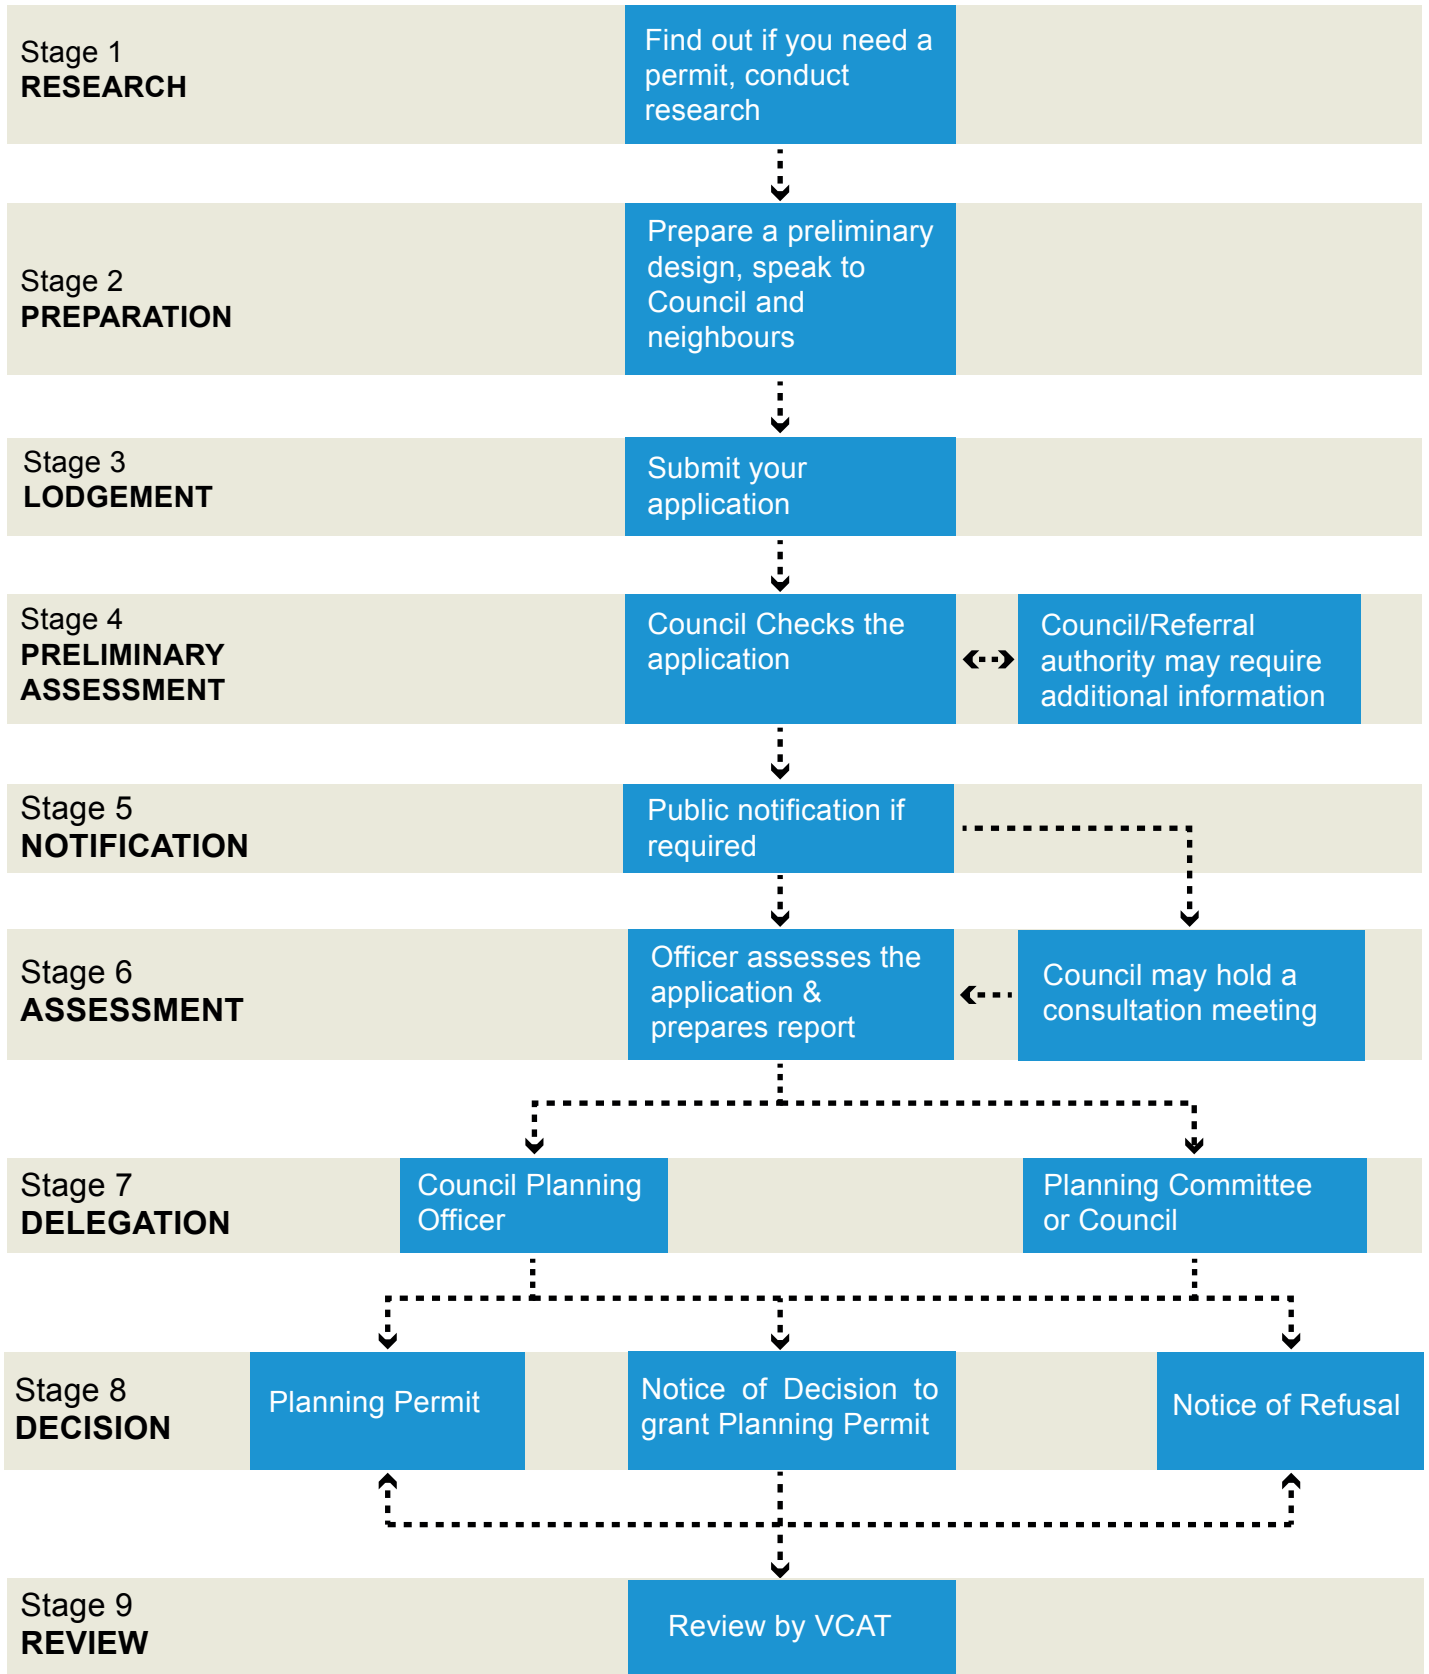 Stage 1
RESEARCH
Find out if you need a
permit, conduct
research
Stage 2
PREPARATION
Prepare a preliminary
design, speak to
Council and
neighbours
Stage 3
LODGEMENT
Submit your
application
Stage 4
PRELIMINARY
ASSESSMENT
Council Checks the
application
Council/Referral
authority may require
additional information
Stage 5
NOTIFICATION
Public notification if
required
Stage 6
ASSESSMENT
Officer assesses the
application &
prepares report
Council may hold a
consultation meeting
Stage 7
DELEGATION
Council Planning
Officer
Planning Committee
or Council
Stage 8
DECISION
Planning Permit
Notice of Decision to
grant Planning Permit
Notice of Refusal
Stage 9
REVIEW
Review by VCAT